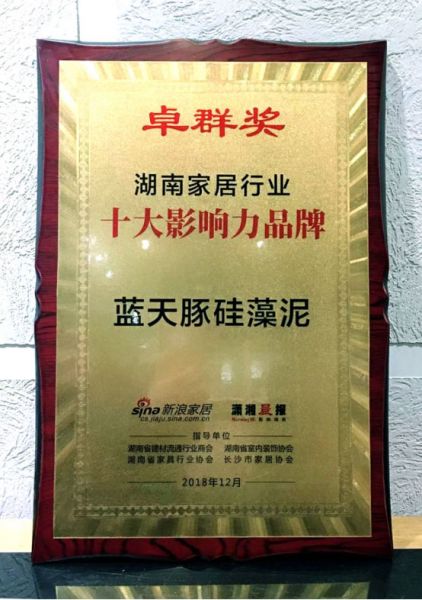 卓群奖
湖南家居行业
十大影响力品牌
蓝天豚硅藻泥
sina 新浪家居 潇湘晨报
cs.jiaju.sina.com.cn
指导单位
湖南省建材流通行业商会 湖南省室内装饰协会
湖南省家具行业协会 长沙市家居协会
2018年12月